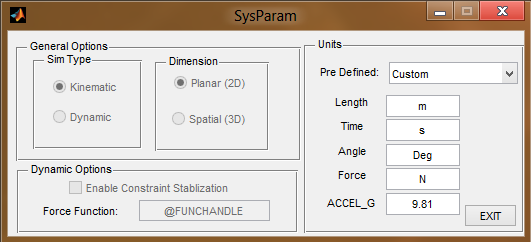 SysParam
General Options
Sim Type
Kinematic
Dynamic
Dimension
Planar (2D)
Spatial (3D)
Dynamic Options
Enable Constraint Stablization
Force Function: @FUNCHANDLE
Units
Pre Defined: Custom
Length m
Time s
Angle Deg
Force N
ACCEL_G 9.81
EXIT